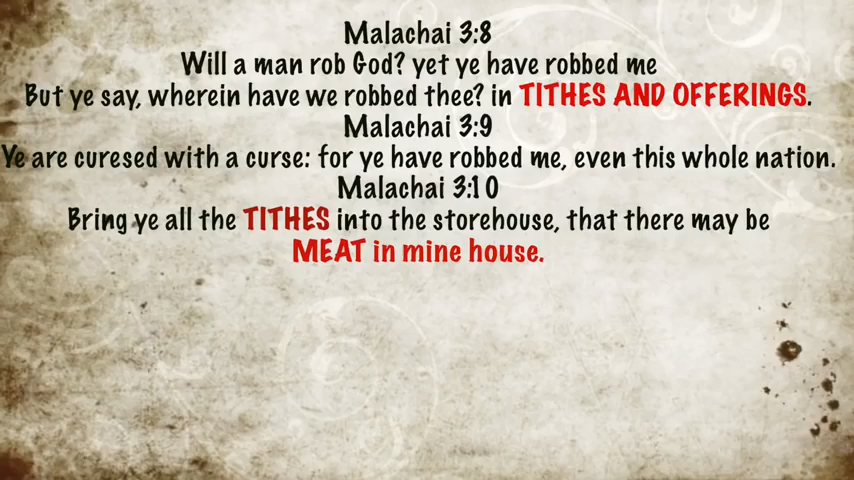 Malachai 3:8
Will a man rob God? yet ye have robbed me
But ye say, wherein have we robbed thee? in TITHES AND OFFERINGS.
Malachai 3:9
Ye are curesed with a curse: for ye have robbed me, even this whole nation.
Malachai 3:10
Bring ye all the TITHES into the storehouse, that there may be
MEAT in mine house.